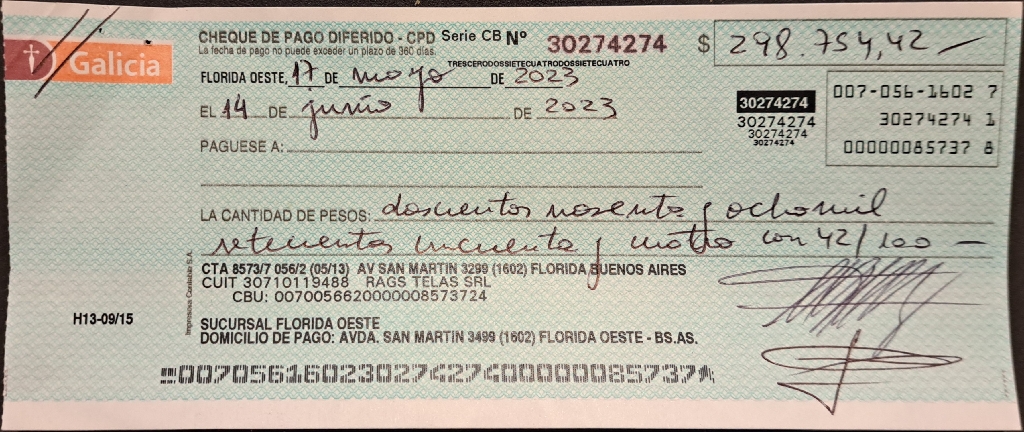 Galicia
CHEQUE DE PAGO DIFERIDO - CPD Serie CB Nº 30274274 $ 298.754,42 —
La fecha de pago no puede exceder un plazo de 360 días.
TRESCERODOSSIETECUATRODOSSIETECUATRO
FLORIDA OESTE, 17 DE mayo DE 2023
EL 14 DE junio DE 2023
30274274
30274274
30274274
30274274
007-056-1602 7
30274274 1
00000085737 8
PAGUESE A:
LA CANTIDAD DE PESOS: doscientos noventa y ocho mil
setecientos cincuenta y cuatro con 42/100 —
CTA 8573/7 056/2 (05/13) AV SAN MARTIN 3299 (1602) FLORIDA BUENOS AIRES
CUIT 30710119488 RAGS TELAS SRL
CBU: 0070056620000008573724
Impresora Contable S.A.
H13-09/15
SUCURSAL FLORIDA OESTE
DOMICILIO DE PAGO: AVDA. SAN MARTIN 3499 (1602) FLORIDA OESTE - BS.AS.
00705616023027427400000085737